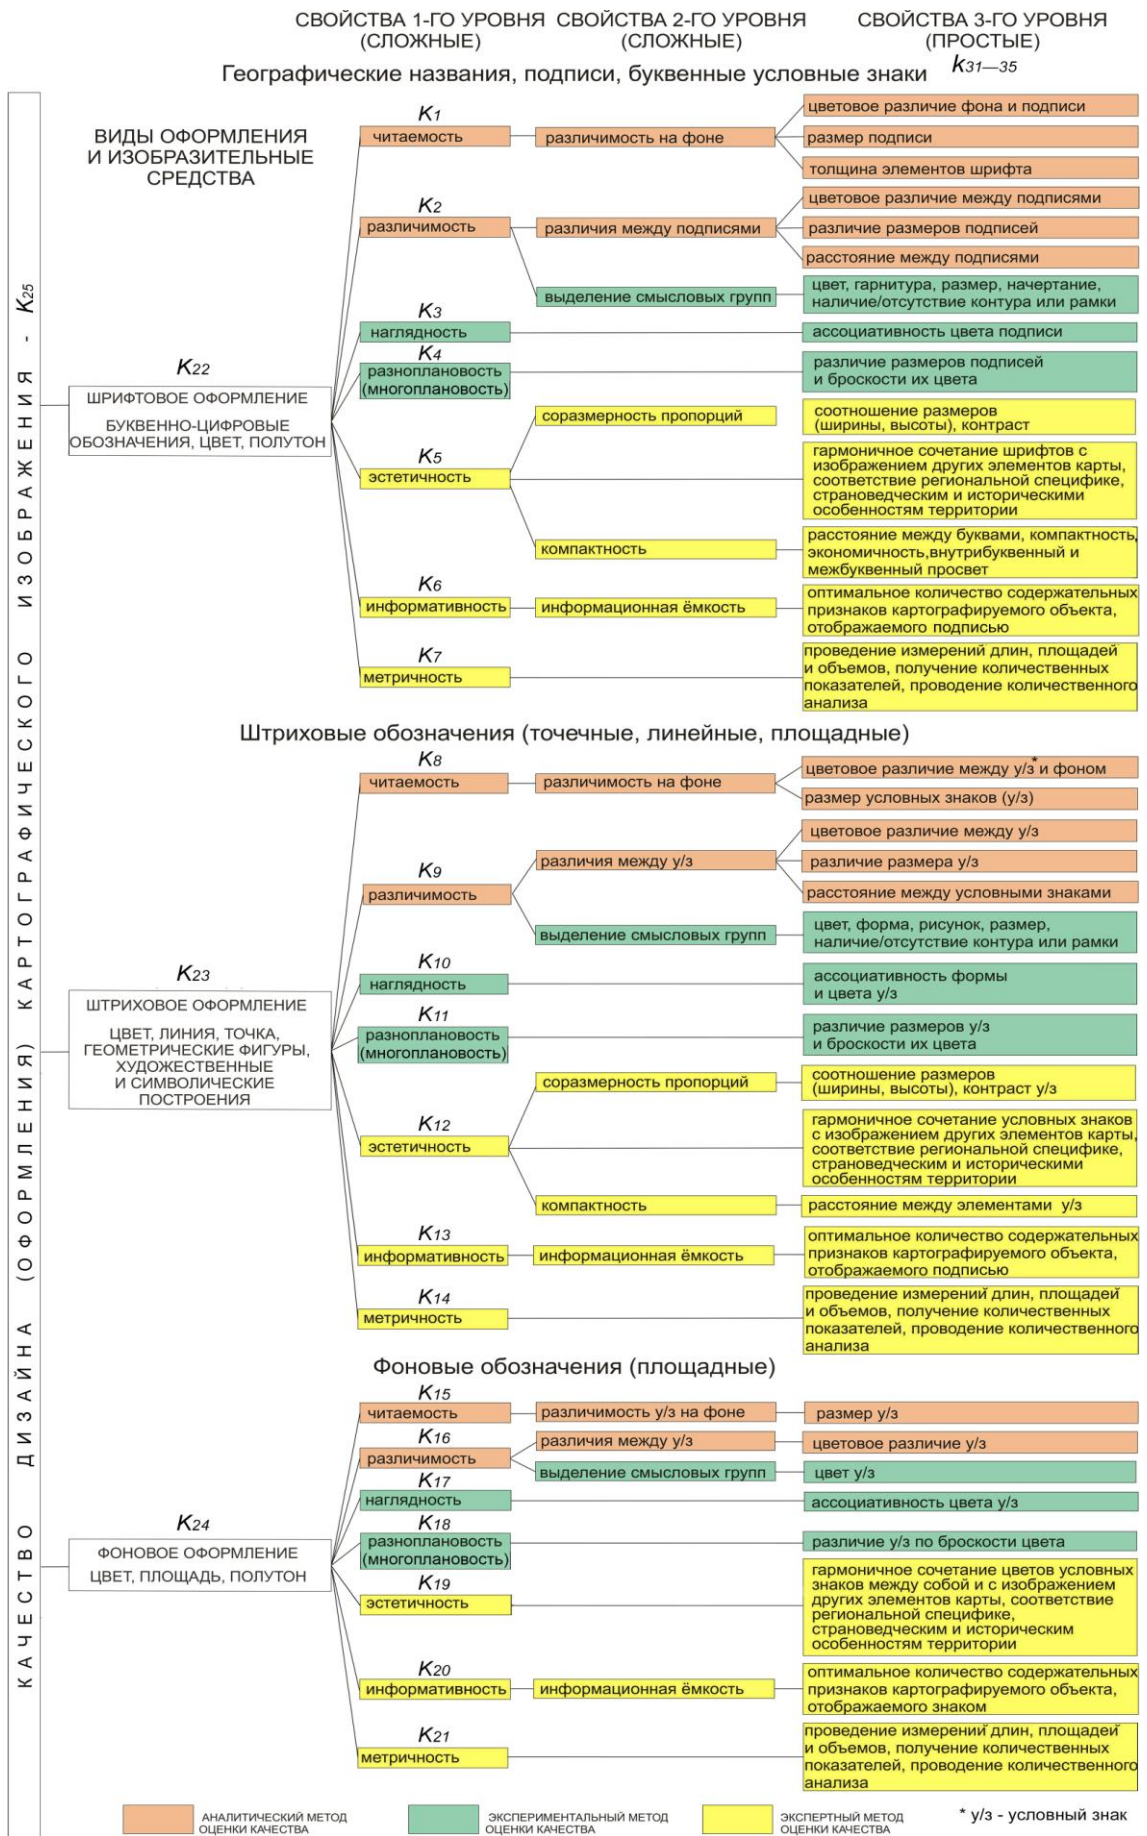 СВОЙСТВА 1-ГО УРОВНЯ
(СЛОЖНЫЕ)
СВОЙСТВА 2-ГО УРОВНЯ
(СЛОЖНЫЕ)
СВОЙСТВА 3-ГО УРОВНЯ
(ПРОСТЫЕ)
КАЧЕСТВО ДИЗАЙНА (ОФОРМЛЕНИЯ) КАРТОГРАФИЧЕСКОГО ИЗОБРАЖЕНИЯ - K25
ВИДЫ ОФОРМЛЕНИЯ
И ИЗОБРАЗИТЕЛЬНЫЕ
СРЕДСТВА
Географические названия, подписи, буквенные условные знаки
k31—35
K22
ШРИФТОВОЕ ОФОРМЛЕНИЕ
БУКВЕННО-ЦИФРОВЫЕ
ОБОЗНАЧЕНИЯ, ЦВЕТ, ПОЛУТОН
K1
читаемость
различимость на фоне
цветовое различие фона и подписи
размер подписи
толщина элементов шрифта
K2
различимость
различия между подписями
цветовое различие между подписями
различие размеров подписей
расстояние между подписями
выделение смысловых групп
цвет, гарнитура, размер, начертание,
наличие/отсутствие контура или рамки
K3
наглядность
ассоциативность цвета подписи
K4
разноплановость
(многоплановость)
различие размеров подписей
и броскости их цвета
K5
эстетичность
соразмерность пропорций
соотношение размеров
(ширины, высоты), контраст
гармоничное сочетание шрифтов с
изображением других элементов карты,
соответствие региональной специфике,
страноведческим и историческими
особенностям территории
компактность
расстояние между буквами, компактность,
экономичность,внутрибуквенный и
межбуквенный просвет
K6
информативность
информационная ёмкость
оптимальное количество содержательных
признаков картографируемого объекта,
отображаемого подписью
K7
метричность
проведение измерений длин, площадей
и объемов, получение количественных
показателей, проводение количественного
анализа
Штриховые обозначения (точечные, линейные, площадные)
K23
ШТРИХОВОЕ ОФОРМЛЕНИЕ
ЦВЕТ, ЛИНИЯ, ТОЧКА,
ГЕОМЕТРИЧЕСКИЕ ФИГУРЫ,
ХУДОЖЕСТВЕННЫЕ
И СИМВОЛИЧЕСКИЕ
ПОСТРОЕНИЯ
K8
читаемость
различимость на фоне
цветовое различие между у/з* и фоном
размер условных знаков (у/з)
K9
различимость
различия между у/з
цветовое различие между у/з
различие размера у/з
расстояние между условными знаками
выделение смысловых групп
цвет, форма, рисунок, размер,
наличие/отсутствие контура или рамки
K10
наглядность
ассоциативность формы
и цвета у/з
K11
разноплановость
(многоплановость)
различие размеров у/з
и броскости их цвета
K12
эстетичность
соразмерность пропорций
соотношение размеров
(ширины, высоты), контраст у/з
гармоничное сочетание условных знаков
с изображением других элементов карты,
соответствие региональной специфике,
страноведческим и историческими
особенностям территории
компактность
расстояние между элементами у/з
K13
информативность
информационная ёмкость
оптимальное количество содержательных
признаков картографируемого объекта,
отображаемого подписью
K14
метричность
проведение измерений длин, площадей
и объемов, получение количественных
показателей, проводение количественного
анализа
Фоновые обозначения (площадные)
K24
ФОНОВОЕ ОФОРМЛЕНИЕ
ЦВЕТ, ПЛОЩАДЬ, ПОЛУТОН
K15
читаемость
различимость у/з на фоне
размер у/з
K16
различимость
различия между у/з
цветовое различие у/з
выделение смысловых групп
цвет у/з
K17
наглядность
ассоциативность цвета у/з
K18
разноплановость
(многоплановость)
различие у/з по броскости цвета
K19
эстетичность
гармоничное сочетание цветов условных
знаков между собой и с изображением
других элементов карты, соответствие
региональной специфике,
страноведческим и историческим
особенностям территории
K20
информативность
информационная ёмкость
оптимальное количество содержательных
признаков картографируемого объекта,
отображаемого знаком
K21
метричность
проведение измерений длин, площадей
и объемов, получение количественных
показателей, проводение количественного
анализа
АНАЛИТИЧЕСКИЙ МЕТОД
ОЦЕНКИ КАЧЕСТВА
ЭКСПЕРИМЕНТАЛЬНЫЙ МЕТОД
ОЦЕНКИ КАЧЕСТВА
ЭКСПЕРТНЫЙ МЕТОД
ОЦЕНКИ КАЧЕСТВА
* у/з - условный знак